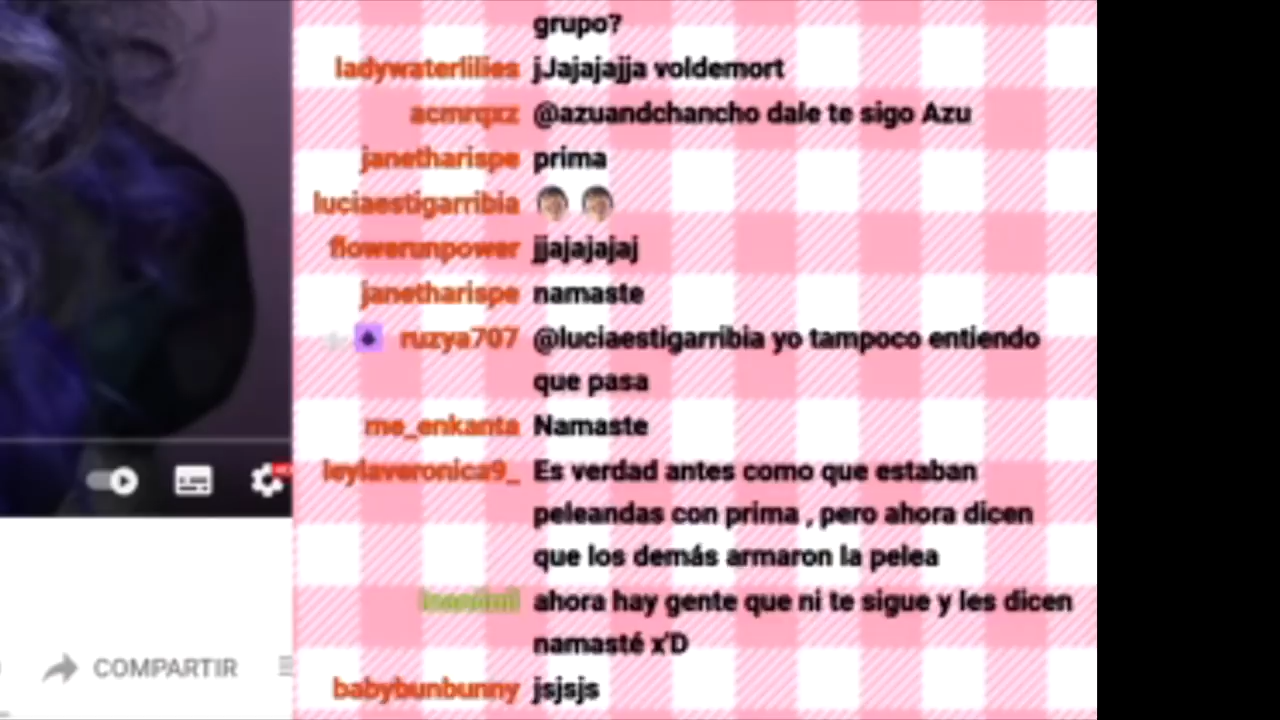 grupo?
ladywaterlilies jJajajajja voldemort
acmrqxz @azuandchancho dale te sigo Azu
janetharispe prima
luciaestigarribia
flowerunpower jjajajajaj
janetharispe namaste
ruzya707 @luciaestigarribia yo tampoco entiendo
que pasa
me_enkanta Namaste
leylaveronica9_ Es verdad antes como que estaban
peleandas con prima , pero ahora dicen
que los demás armaron la pelea
ahora hay gente que ni te sigue y les dicen
namasté x'D
COMPARTIR
babybunbunny jsjsjs